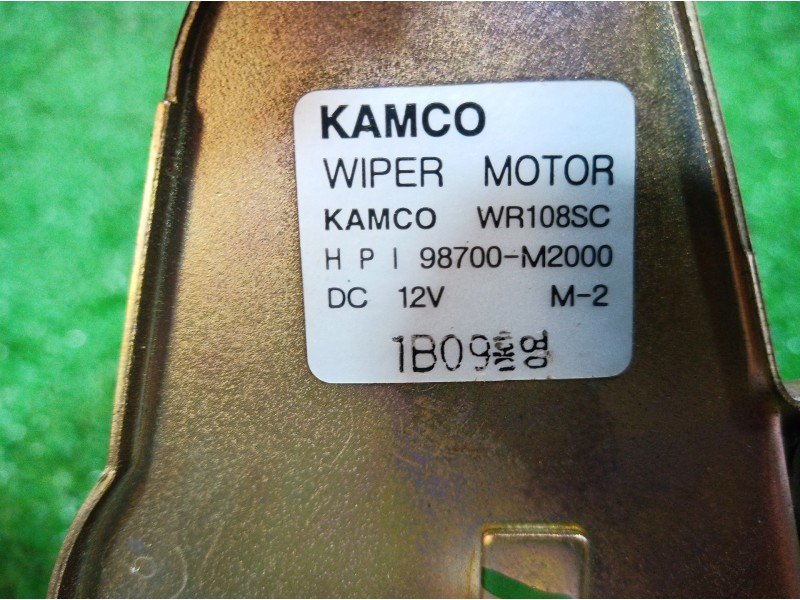 KAMCO
WIPER MOTOR
KAMCO WR108SC
H P I 98700-M2000
DC 12V M-2
1B09